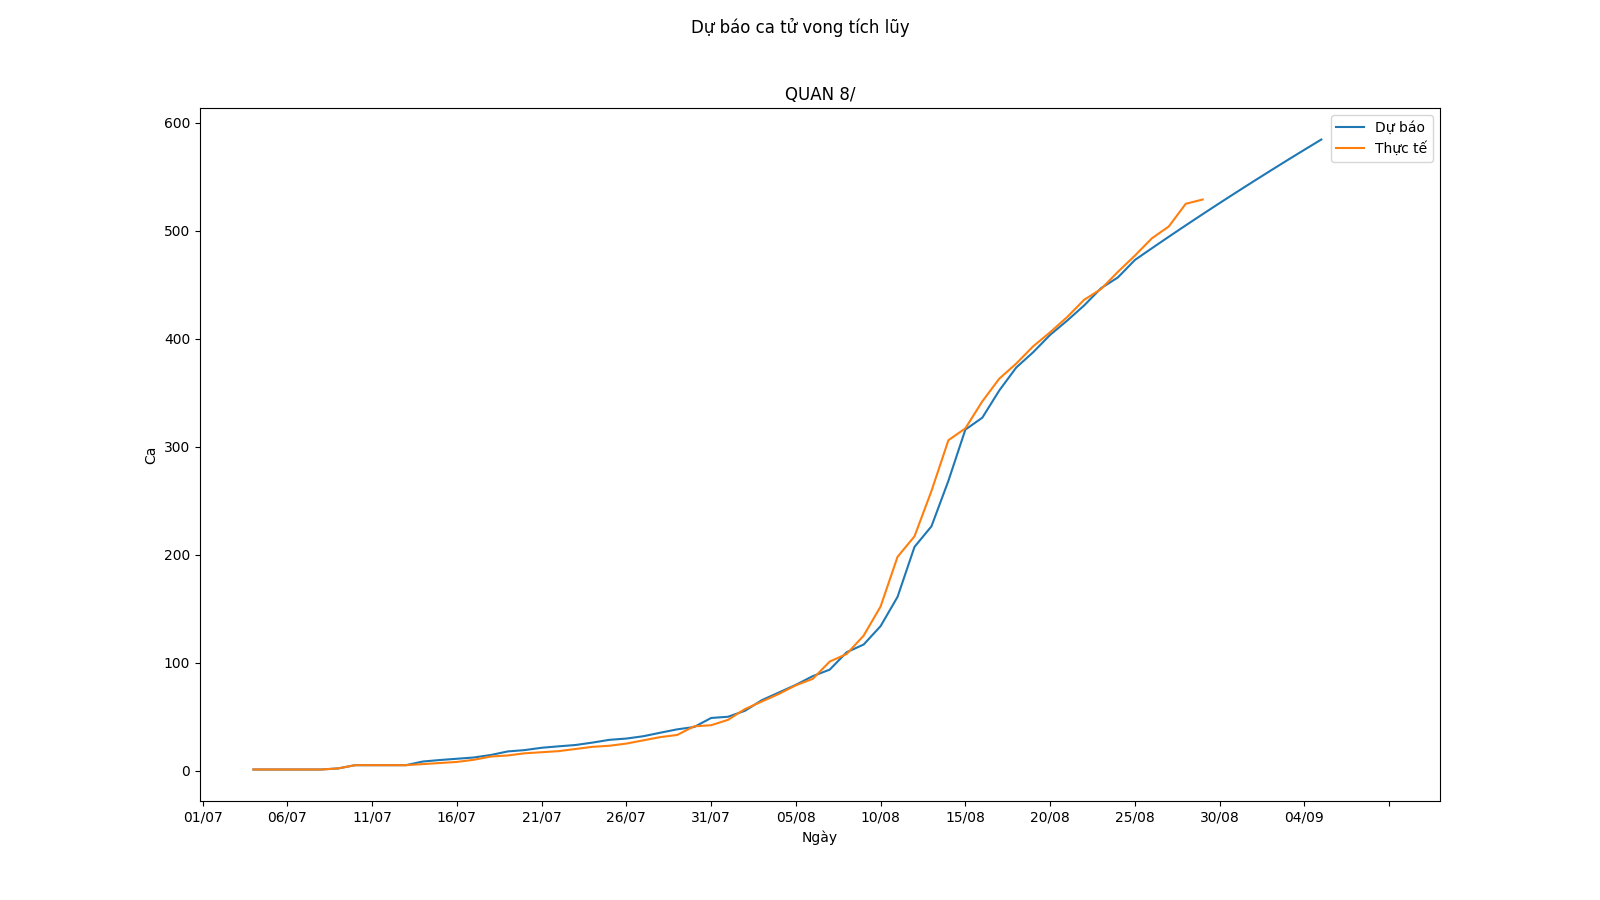 Dự báo ca tử vong tích lũy
QUAN 8/
Dự báo
Thực tế
600
500
400
300
200
100
0
Ca
01/07 06/07 11/07 16/07 21/07 26/07 31/07 05/08 10/08 15/08 20/08 25/08 30/08 04/09
Ngày